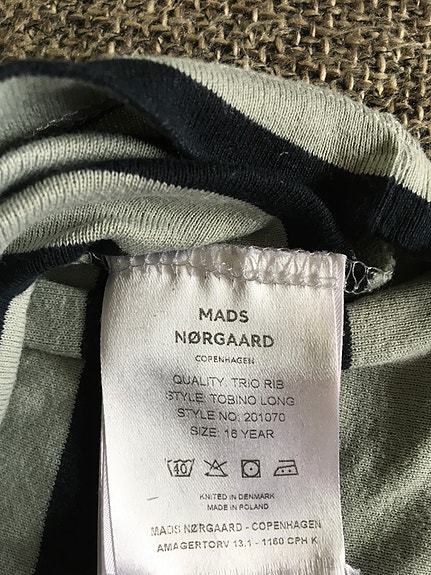 MADS
NØRGAARD
COPENHAGEN
QUALITY: TRIO RIB
STYLE: TOBINO LONG
STYLE NO: 201070
SIZE: 16 YEAR
40
KNITED IN DENMARK
MADE IN POLAND
MADS NØRGAARD - COPENHAGEN
AMAGERTORV 13.1 - 1160 CPH K